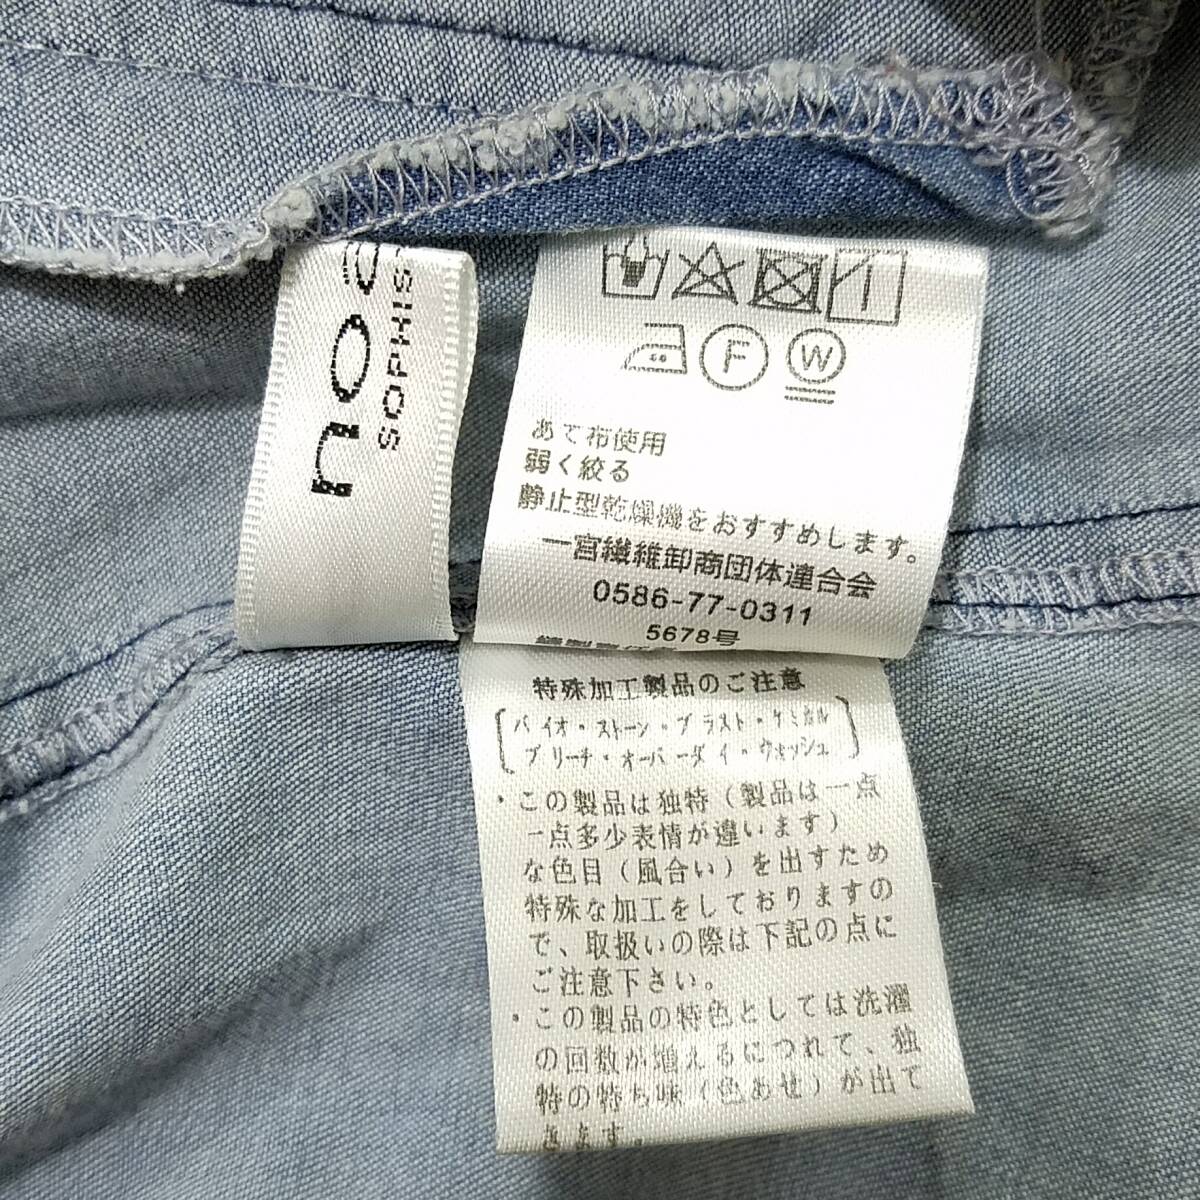 nou
SOPHIS
F
W
あて布使用
弱く絞る
静止型乾燥機をおすすめします。
一宮繊維卸商団体連合会
0586-77-0311
5678号
特殊加工製品のご注意
バイオ・ストーン・ブラスト・ケミカル
ブリーチ・オーバーダイ・ウォッシュ
・この製品は独特(製品は一点
一点多少表情が違います)
な色目(風合い)を出すため
特殊な加工をしておりますの
で、取扱いの際は下記の点に
ご注意下さい。
・この製品の特色としては洗濯
の回数が増えるにつれて、独
特の持ち味(色あせ)が出て
きます。